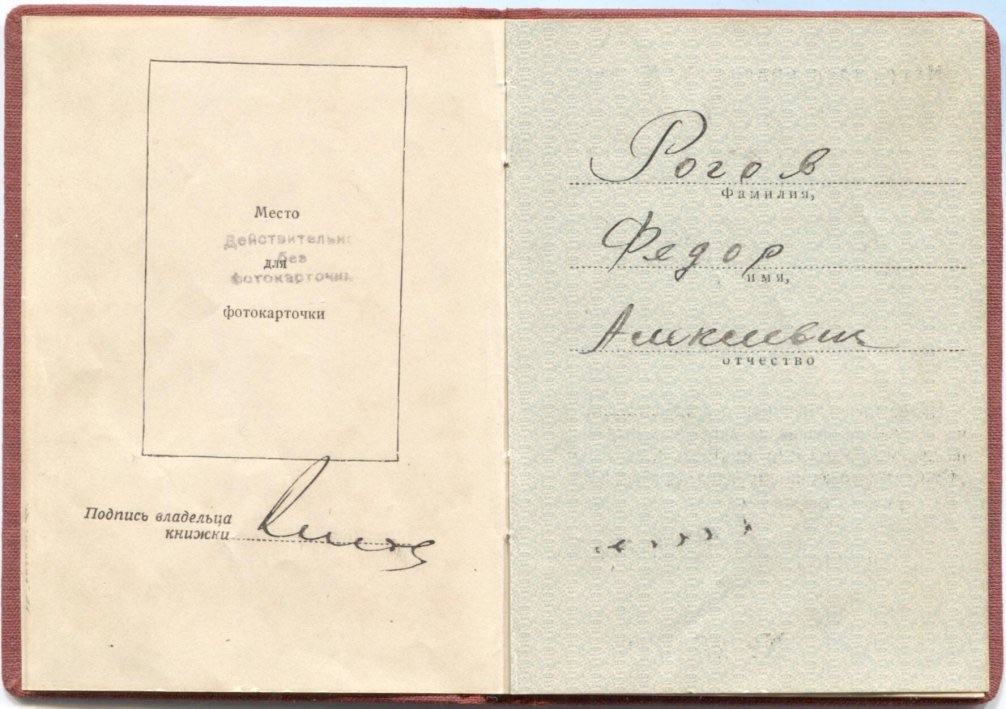 Место
Действительно
без
для
фотокарточки
фотокарточки
Подпись владельца
книжки
Рогов
Фамилия,
Федор
имя,
Алексеевич
отчество